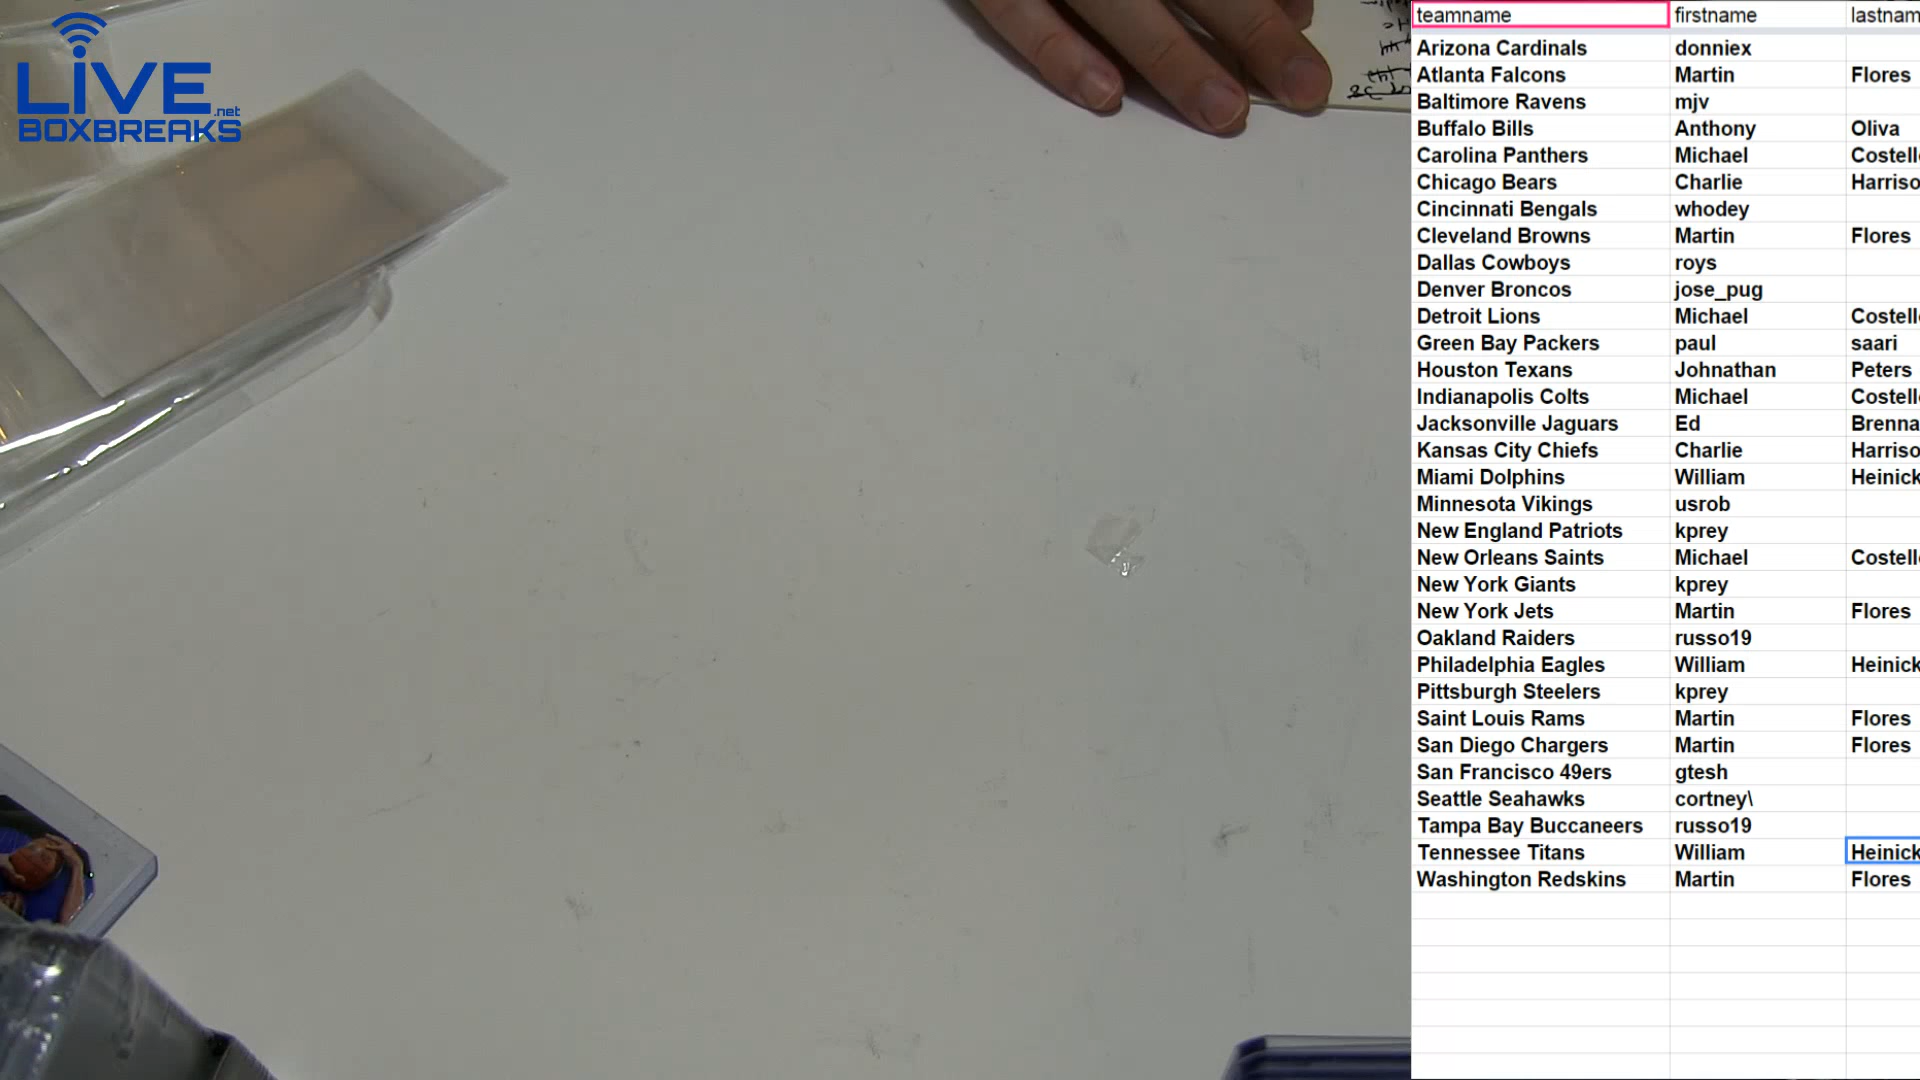 LIVE
.net
BOXBREAKS
teamname firstname lastnam
Arizona Cardinals donniex
Atlanta Falcons Martin Flores
Baltimore Ravens mjv
Buffalo Bills Anthony Oliva
Carolina Panthers Michael Costell
Chicago Bears Charlie Harriso
Cincinnati Bengals whodey
Cleveland Browns Martin Flores
Dallas Cowboys roys
Denver Broncos jose_pug
Detroit Lions Michael Costell
Green Bay Packers paul saari
Houston Texans Johnathan Peters
Indianapolis Colts Michael Costell
Jacksonville Jaguars Ed Brenna
Kansas City Chiefs Charlie Harriso
Miami Dolphins William Heinick
Minnesota Vikings usrob
New England Patriots kprey
New Orleans Saints Michael Costell
New York Giants kprey
New York Jets Martin Flores
Oakland Raiders russo19
Philadelphia Eagles William Heinick
Pittsburgh Steelers kprey
Saint Louis Rams Martin Flores
San Diego Chargers Martin Flores
San Francisco 49ers gtesh
Seattle Seahawks cortney\
Tampa Bay Buccaneers russo19
Tennessee Titans William Heinick
Washington Redskins Martin Flores